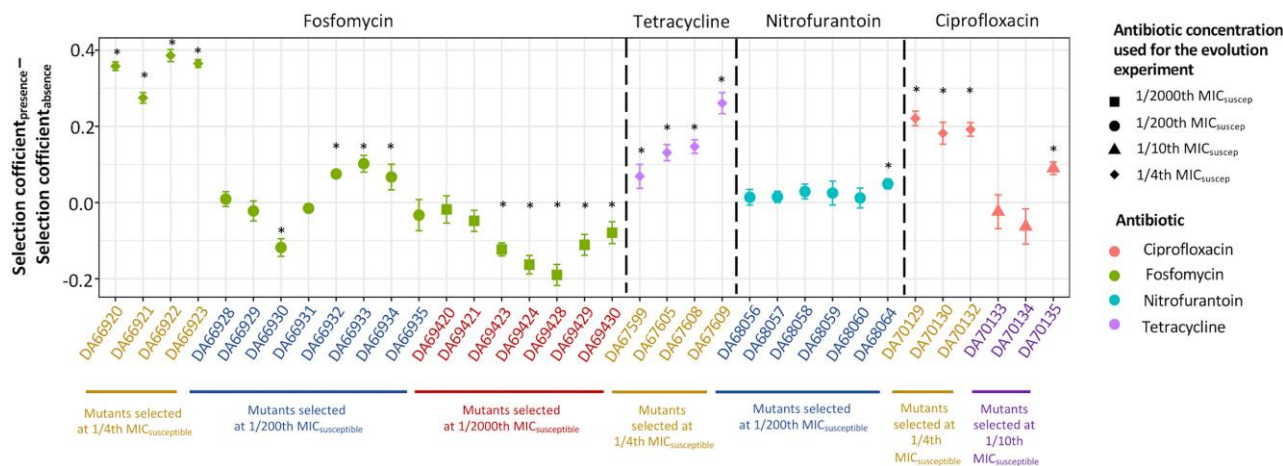 Fosfomycin
Tetracycline
Nitrofurantoin
Ciprofloxacin
Selection cofficient presence –
Selection cofficient absence
0.4
0.2
0.0
-0.2
* * * * * * * * * * * * * * * * * * * * *
DA66920
DA66921
DA66922
DA66923
DA66928
DA66929
DA66930
DA66931
DA66932
DA66933
DA66934
DA66935
DA69420
DA69421
DA69423
DA69424
DA69428
DA69429
DA69430
DA67599
DA67605
DA67608
DA67609
DA68056
DA68057
DA68058
DA68059
DA68060
DA68064
DA70129
DA70130
DA70132
DA70133
DA70134
DA70135
Mutants selected
at 1/4th MICsusceptible
Mutants selected
at 1/200th MICsusceptible
Mutants selected
at 1/2000th MICsusceptible
Mutants
selected at
1/4th MICsusceptible
Mutants selected
at 1/200th MICsusceptible
Mutants
selected at
1/4th
MICsusceptible
Mutants
selected at
1/10th
MICsusceptible
Antibiotic concentration
used for the evolution
experiment
1/2000th MICsuscep
1/200th MICsuscep
1/10th MICsuscep
1/4th MICsuscep
Antibiotic
Ciprofloxacin
Fosfomycin
Nitrofurantoin
Tetracycline